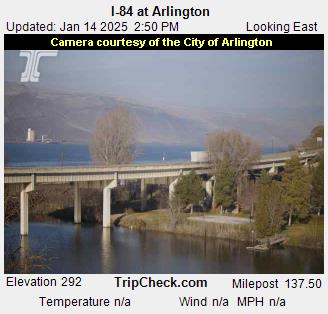 I-84 at Arlington
Updated: Jan 14 2025 2:50 PM Looking East
Camera courtesy of the City of Arlington
Elevation 292 TripCheck.com Milepost 137.50
Temperature n/a Wind n/a MPH n/a